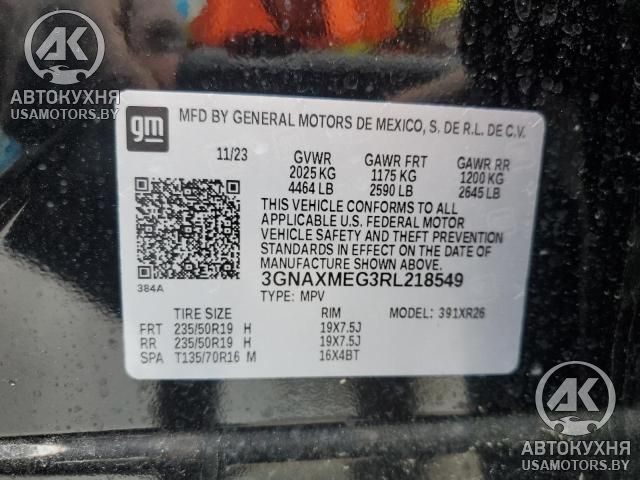 АК
АВТОКУХНЯ
USAMOTORS.BY
gm
MFD BY GENERAL MOTORS DE MEXICO, S. DE R.L. DE C.V.
11/23 GVWR GAWR FRT GAWR RR
2025 KG 1175 KG 1200 KG
4464 LB 2590 LB 2645 LB
THIS VEHICLE CONFORMS TO ALL
APPLICABLE U.S. FEDERAL MOTOR
VEHICLE SAFETY AND THEFT PREVENTION
STANDARDS IN EFFECT ON THE DATE OF
MANUFACTURE SHOWN ABOVE.
384A
3GNAXMEG3RL218549
TYPE: MPV
TIRE SIZE RIM MODEL: 391XR26
FRT 235/50R19 H 19X7.5J
RR 235/50R19 H 19X7.5J
SPA T135/70R16 M 16X4BT
АК
АВТОКУХНЯ
USAMOTORS.BY